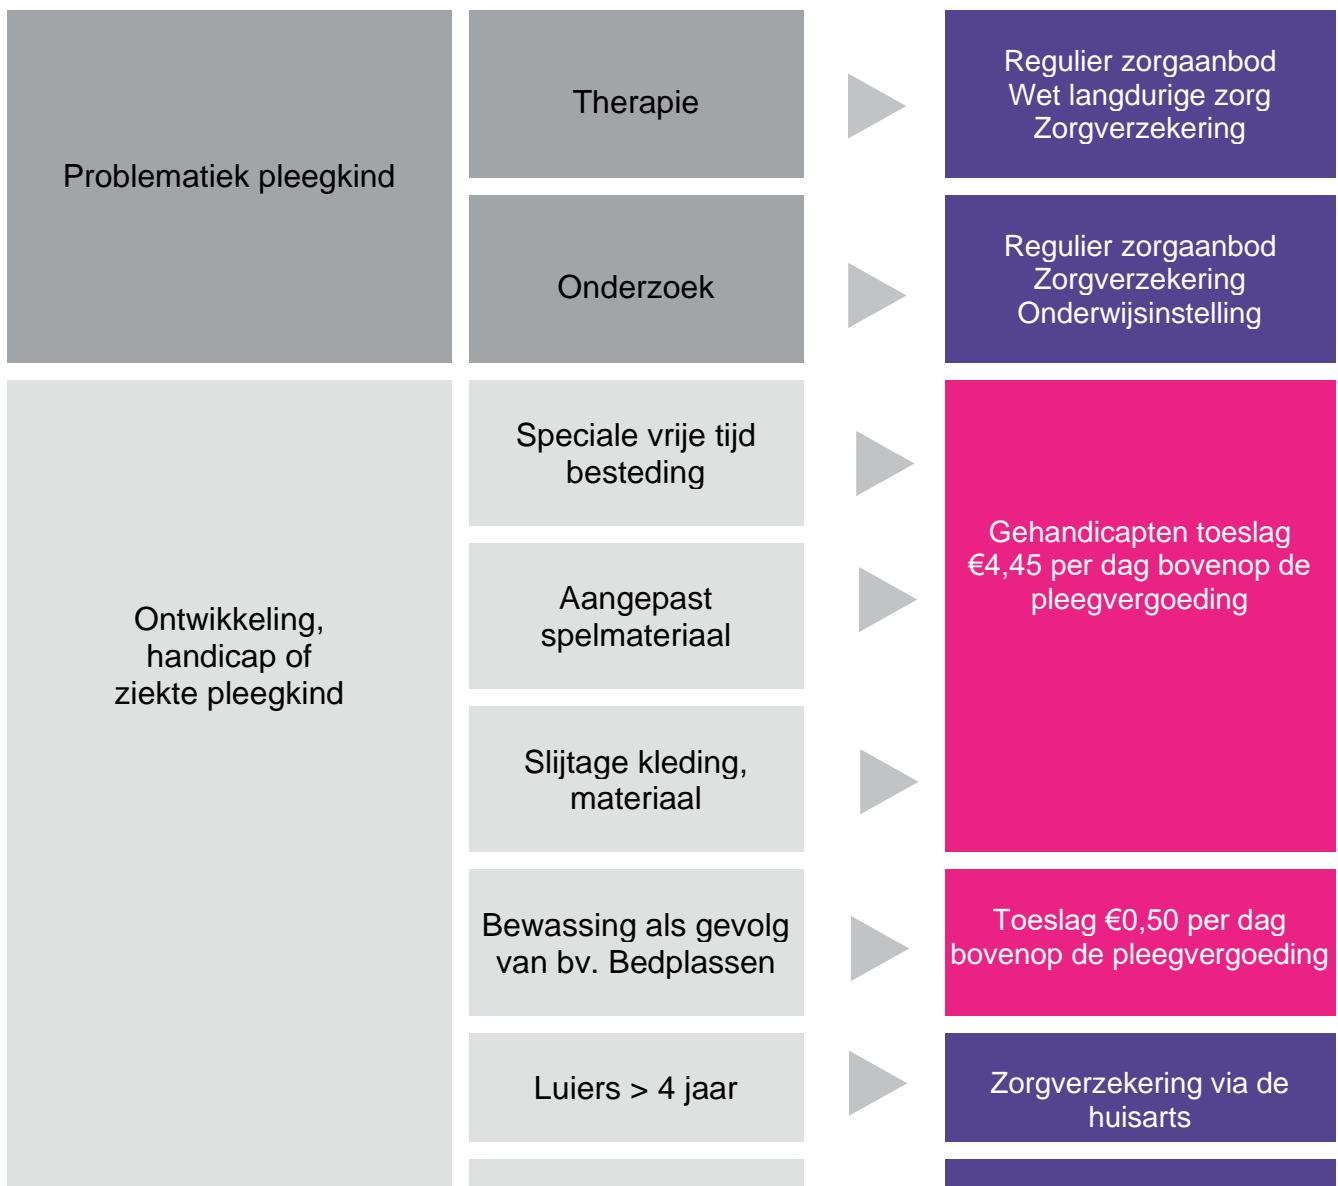 Problematiek pleegkind
Therapie
Regulier zorgaanbod
Wet langdurige zorg
Zorgverzekering
Onderzoek
Regulier zorgaanbod
Zorgverzekering
Onderwijsinstelling
Ontwikkeling,
handicap of
ziekte pleegkind
Speciale vrije tijd
besteding
Aangepast
spelmateriaal
Slijtage kleding,
materiaal
Gehandicapten toeslag
€4,45 per dag bovenop de
pleegvergoeding
Bewassing als gevolg
van bv. Bedplassen
Toeslag €0,50 per dag
bovenop de pleegvergoeding
Luiers > 4 jaar
Zorgverzekering via de
huisarts